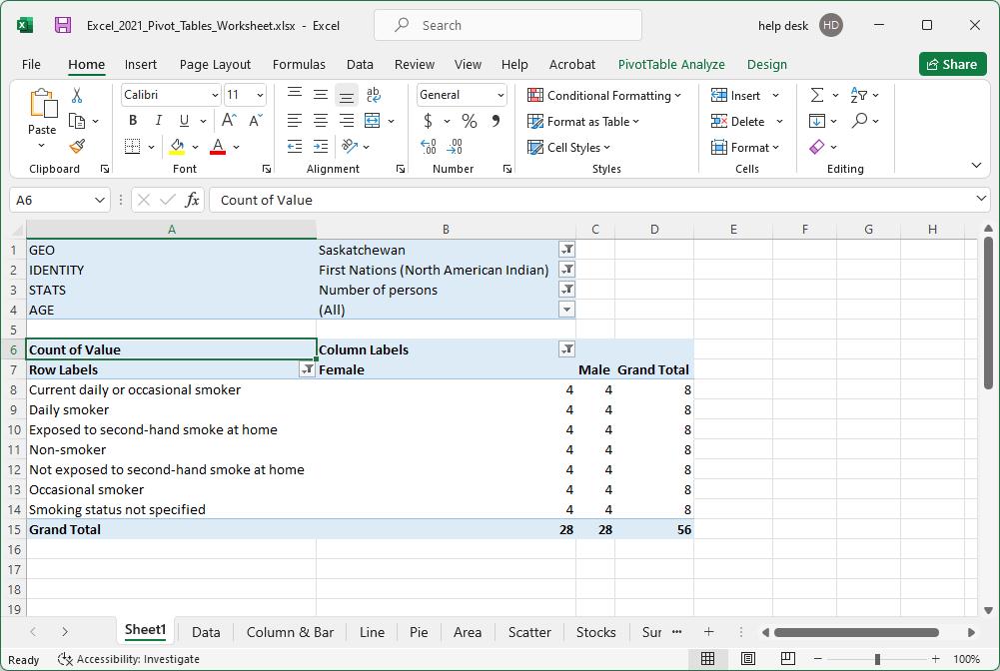 Excel_2021_Pivot_Tables_Worksheet.xlsx - Excel Search help desk HD
File Home Insert Page Layout Formulas Data Review View Help Acrobat PivotTable Analyze Design Share
Calibri 11 ab c General Conditional Formatting Insert
Paste B I U A A $ % Format as Table Delete
A Cell Styles Format
Clipboard Font Alignment Number Styles Cells Editing
A6 fx Count of Value
A B C D E F G H
1 GEO Saskatchewan
2 IDENTITY First Nations (North American Indian)
3 STATS Number of persons
4 AGE (All)
5
6 Count of Value Column Labels
7 Row Labels Female Male Grand Total
8 Current daily or occasional smoker 4 4 8
9 Daily smoker 4 4 8
10 Exposed to second-hand smoke at home 4 4 8
11 Non-smoker 4 4 8
12 Not exposed to second-hand smoke at home 4 4 8
13 Occasional smoker 4 4 8
14 Smoking status not specified 4 4 8
15 Grand Total 28 28 56
16
17
18
19
Sheet1 Data Column & Bar Line Pie Area Scatter Stocks Sur ···
Ready Accessibility: Investigate 100%